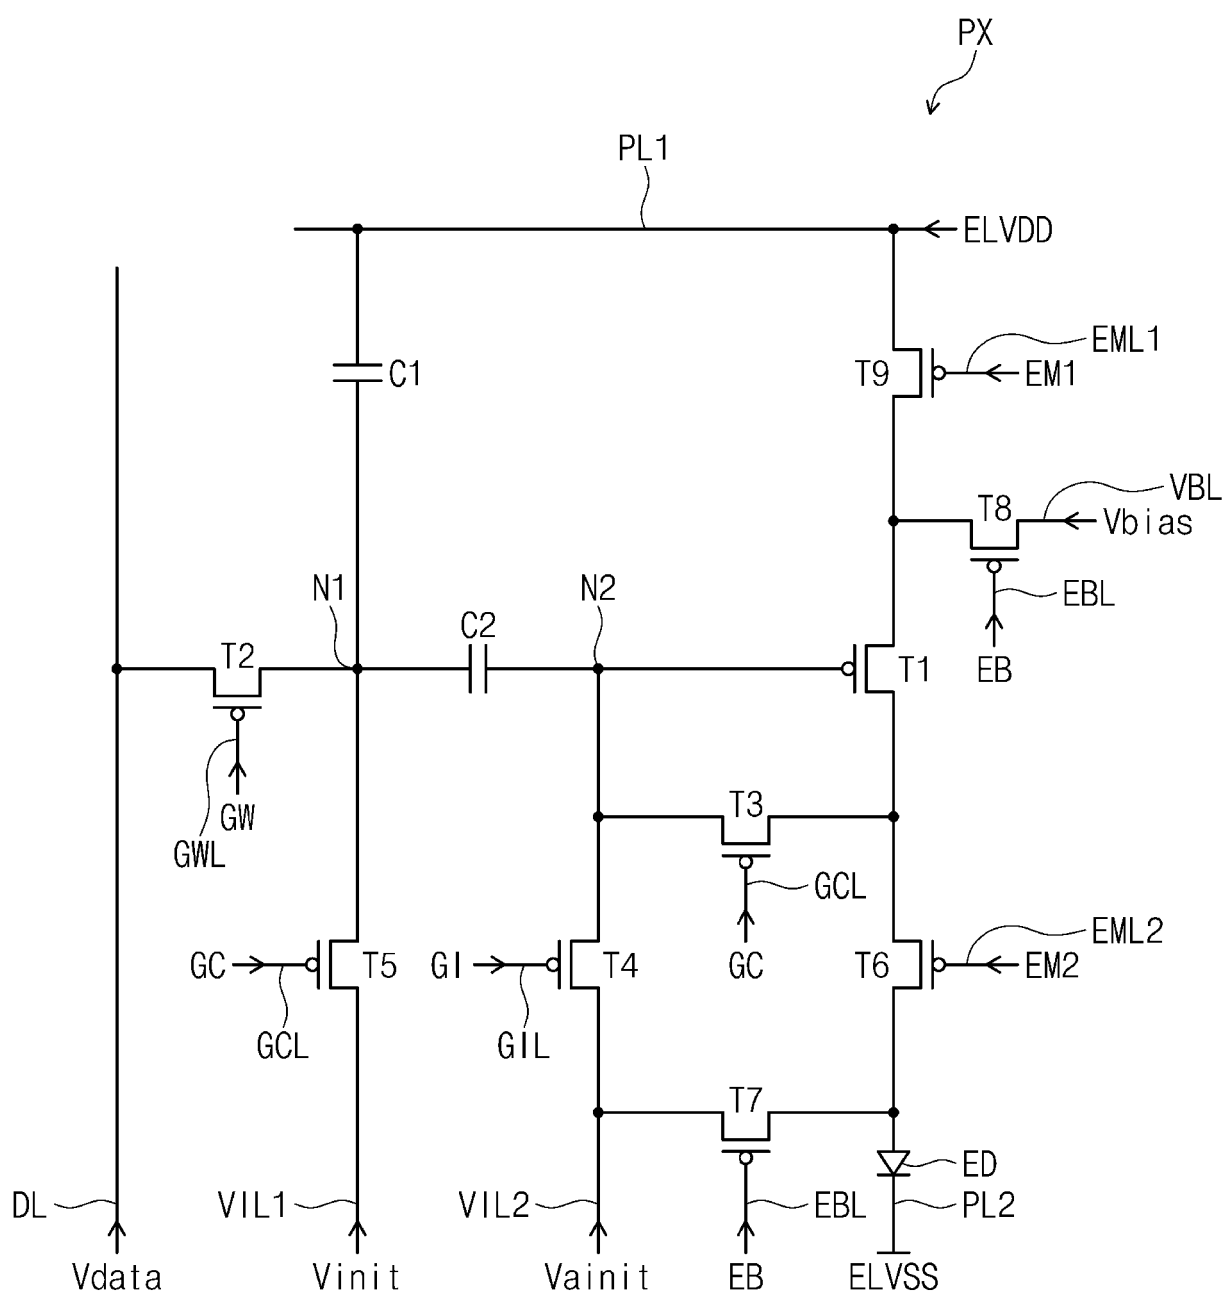 PX
PL1
ELVDD
EML1
T9
EM1
C1
VBL
T8
Vbias
N1
N2
EBL
C2
T2
T1
EB
T3
GW
GWL
GCL
EML2
GC
T5
GI
T4
GC
T6
EM2
GCL
GIL
T7
ED
DL
VIL1
VIL2
EBL
PL2
Vdata
Vinit
Vainit
EB
ELVSS